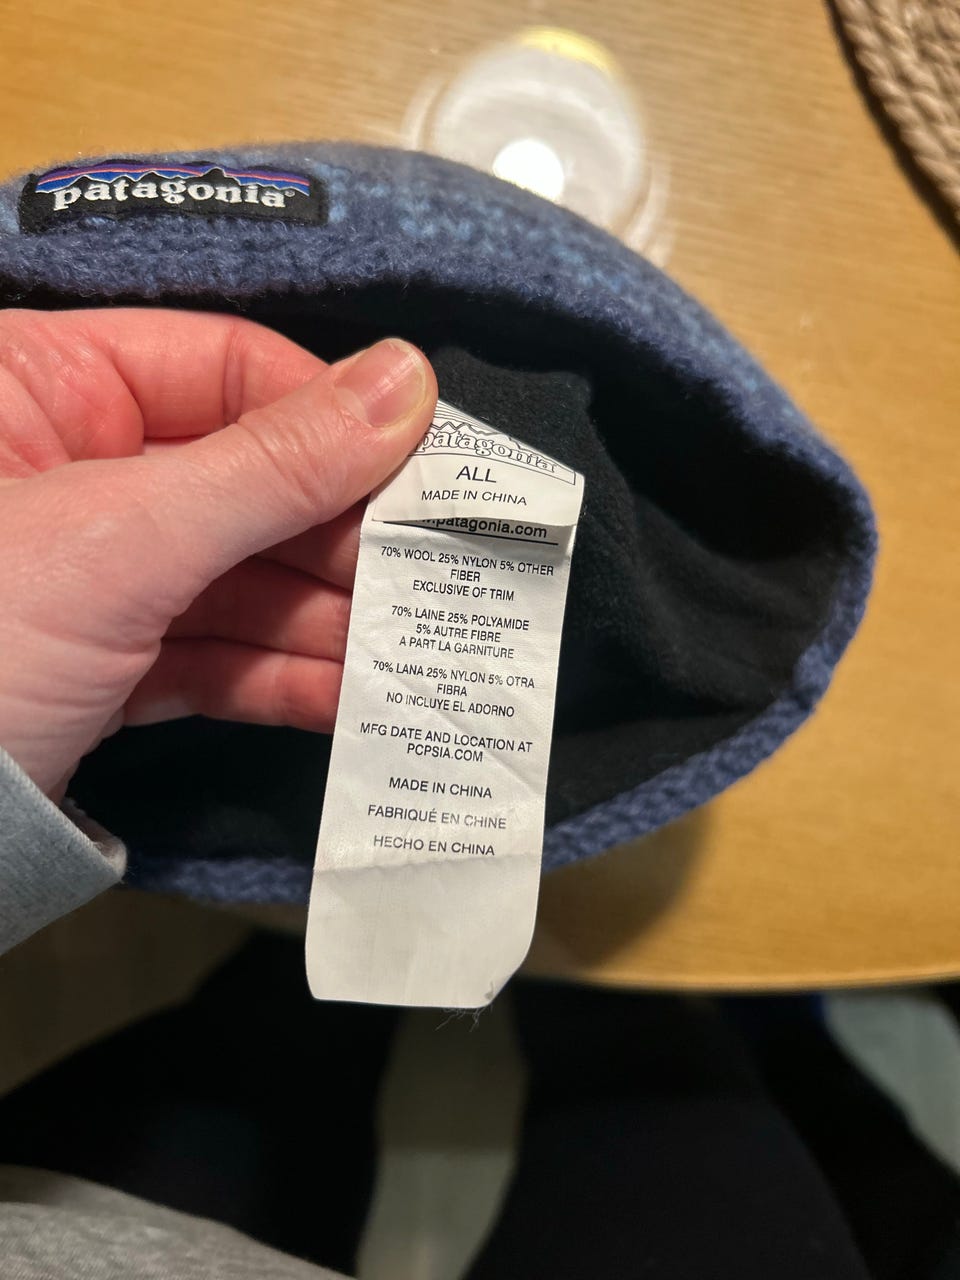 patagonia®
patagonia
ALL
MADE IN CHINA
.patagonia.com
70% WOOL 25% NYLON 5% OTHER
FIBER
EXCLUSIVE OF TRIM
70% LAINE 25% POLYAMIDE
5% AUTRE FIBRE
A PART LA GARNITURE
70% LANA 25% NYLON 5% OTRA
FIBRA
NO INCLUYE EL ADORNO
MFG DATE AND LOCATION AT
PCPSIA.COM
MADE IN CHINA
FABRIQUÉ EN CHINE
HECHO EN CHINA